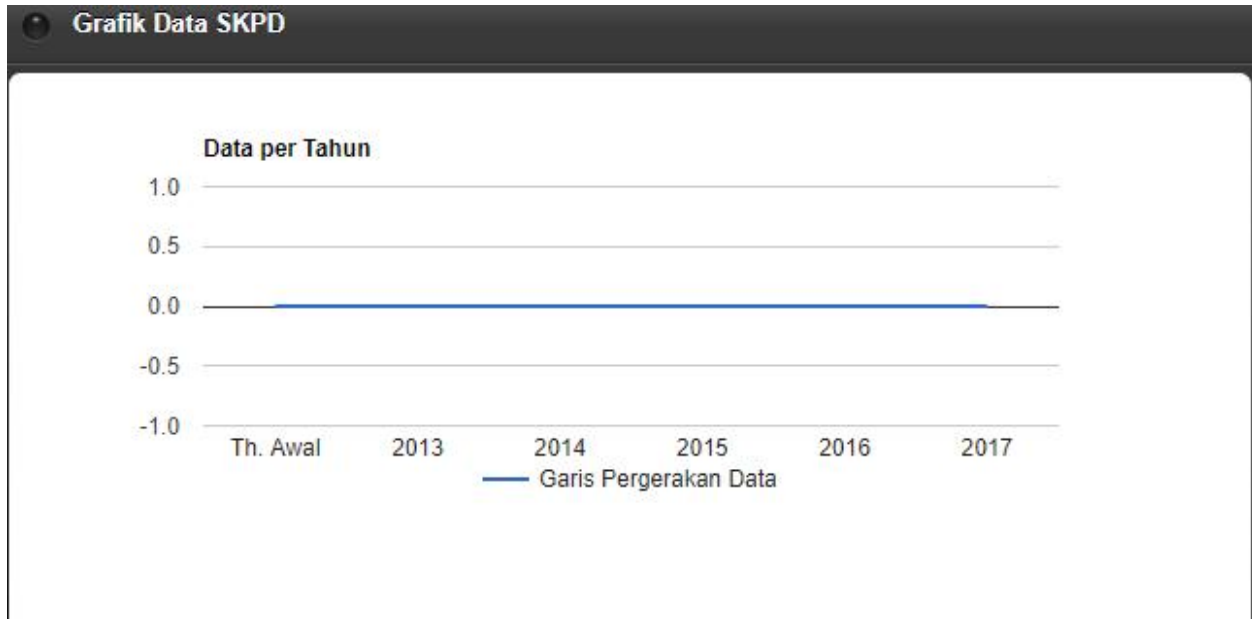 Grafik Data SKPD
Data per Tahun
1.0
0.5
0.0
-0.5
-1.0
Th. Awal 2013 2014 2015 2016 2017
Garis Pergerakan Data